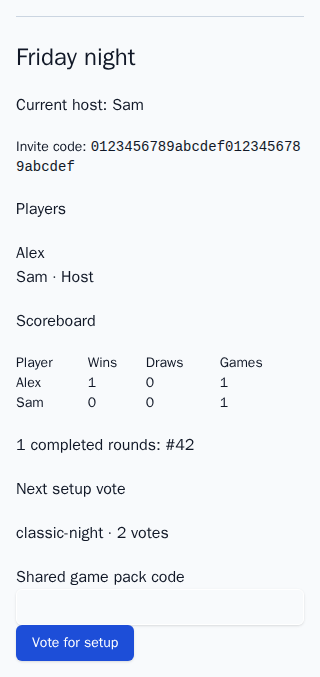 Friday night
Current host: Sam
Invite code: 0123456789abcdef012345678
9abcdef
Players
Alex
Sam · Host
Scoreboard
Player Wins Draws Games
Alex 1 0 1
Sam 0 0 1
1 completed rounds: #42
Next setup vote
classic-night · 2 votes
Shared game pack code
Vote for setup